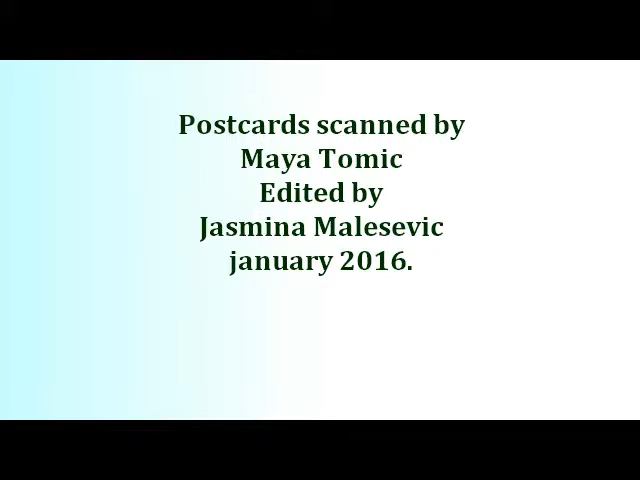 Postcards scanned by
Maya Tomic
Edited by
Jasmina Malesevic
january 2016.